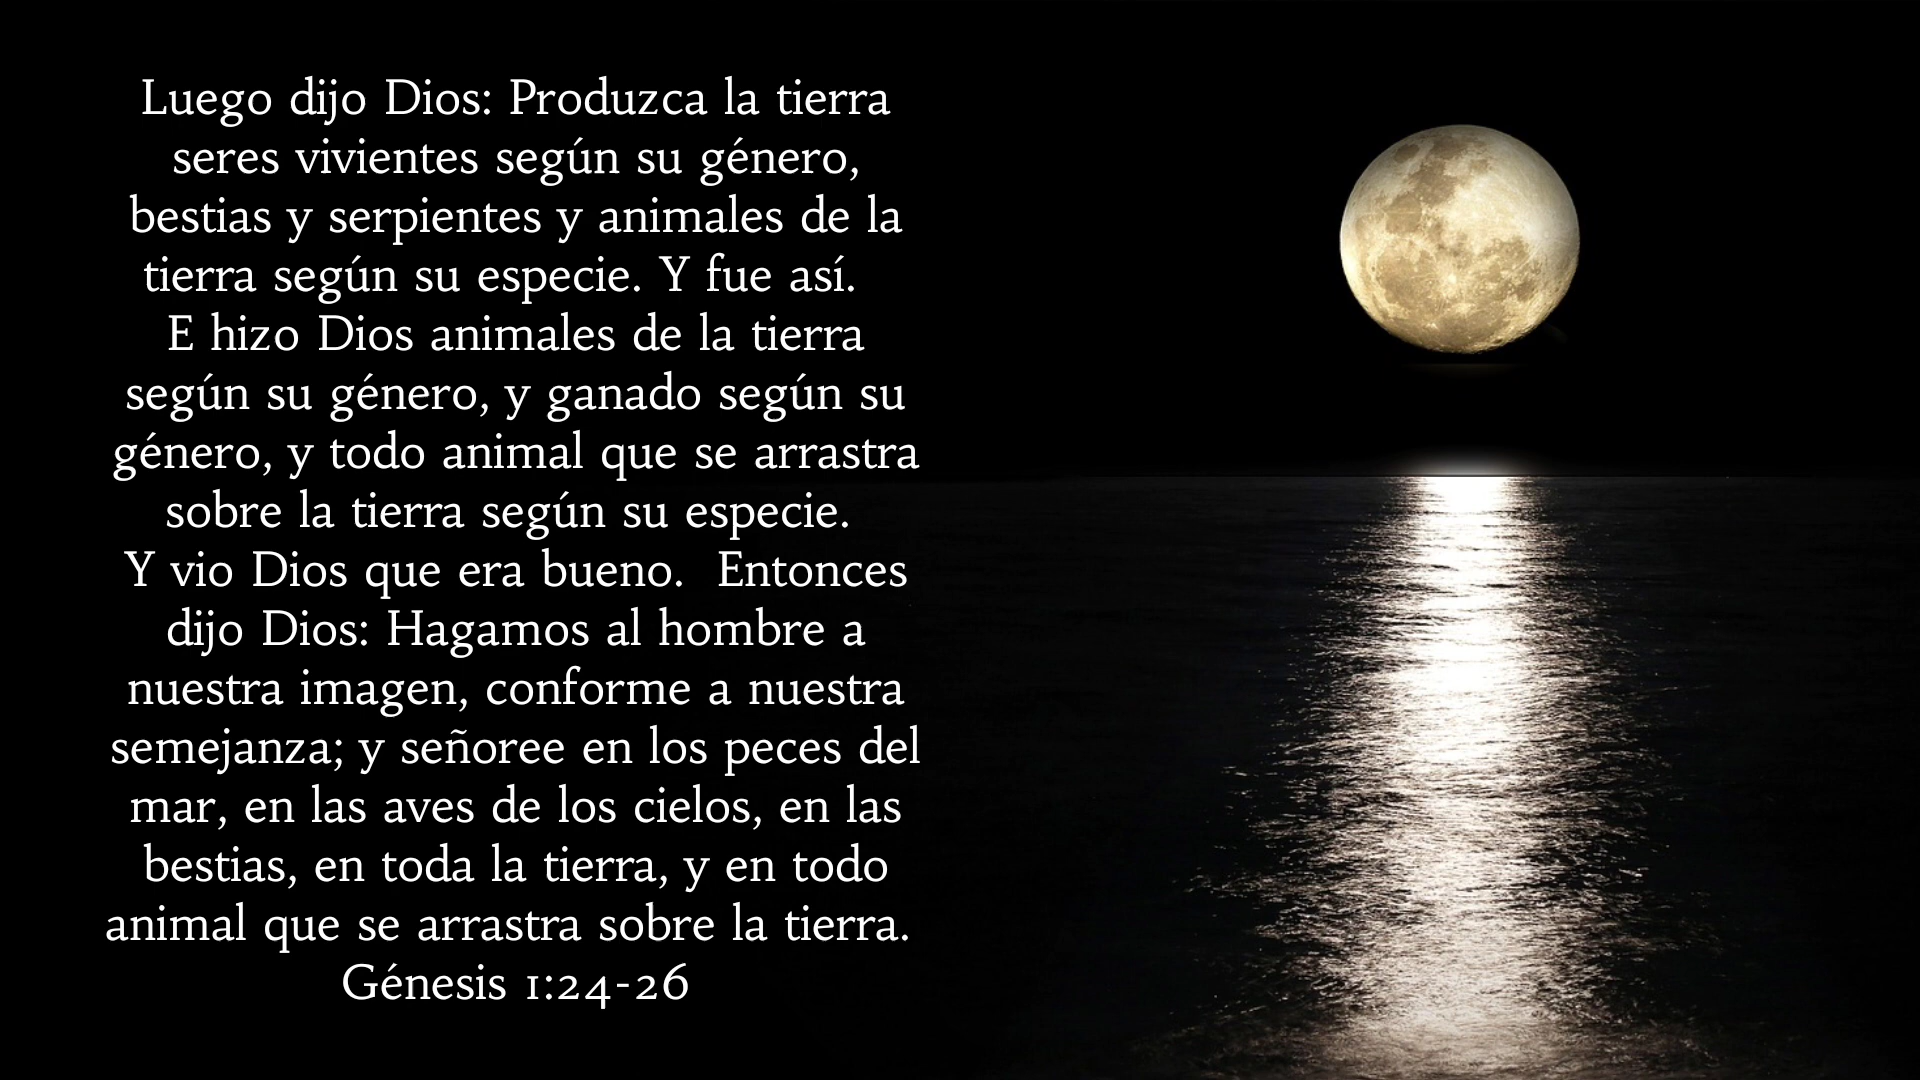 Luego dijo Dios: Produzca la tierra
seres vivientes según su género,
bestias y serpientes y animales de la
tierra según su especie. Y fue así.
E hizo Dios animales de la tierra
según su género, y ganado según su
género, y todo animal que se arrastra
sobre la tierra según su especie.
Y vio Dios que era bueno.  Entonces
dijo Dios: Hagamos al hombre a
nuestra imagen, conforme a nuestra
semejanza; y señoree en los peces del
mar, en las aves de los cielos, en las
bestias, en toda la tierra, y en todo
animal que se arrastra sobre la tierra.
Génesis 1:24-26